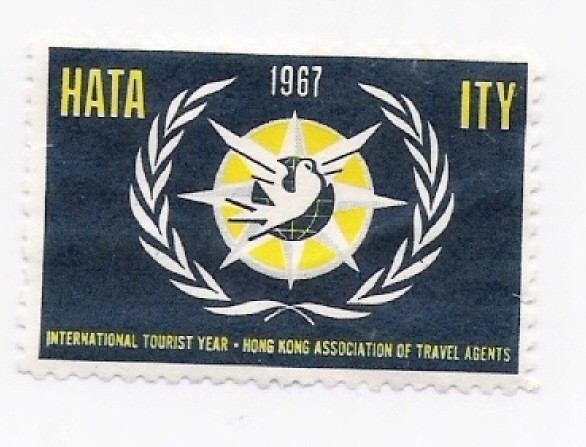 HATA
1967
ITY
INTERNATIONAL TOURIST YEAR • HONG KONG ASSOCIATION OF TRAVEL AGENTS